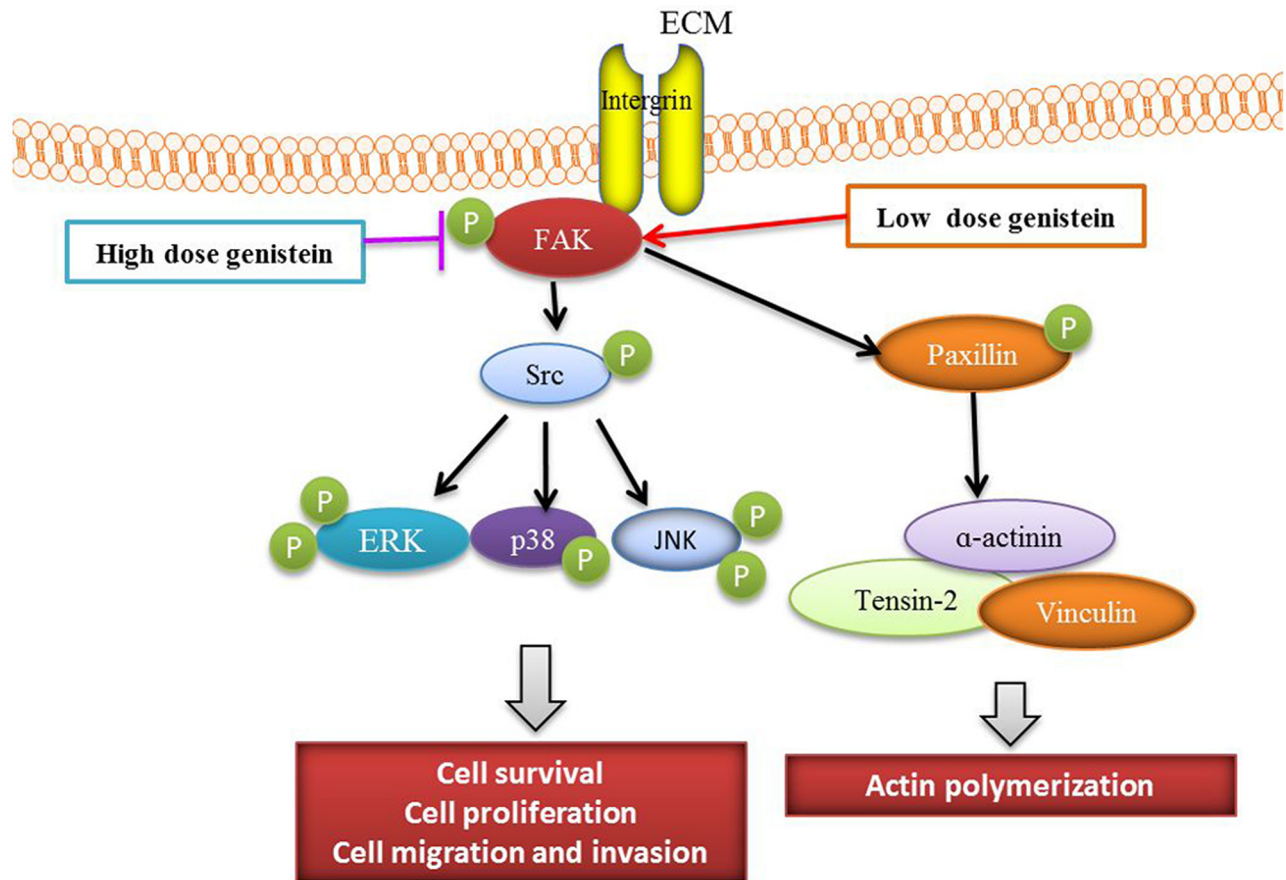 ECM
Intergrin
P
FAK
High dose genistein
Low dose genistein
Src
P
Paxillin
P
P
P
ERK
p38
P
JNK
P
P
α-actinin
Tensin-2
Vinculin
Cell survival
Cell proliferation
Cell migration and invasion
Actin polymerization